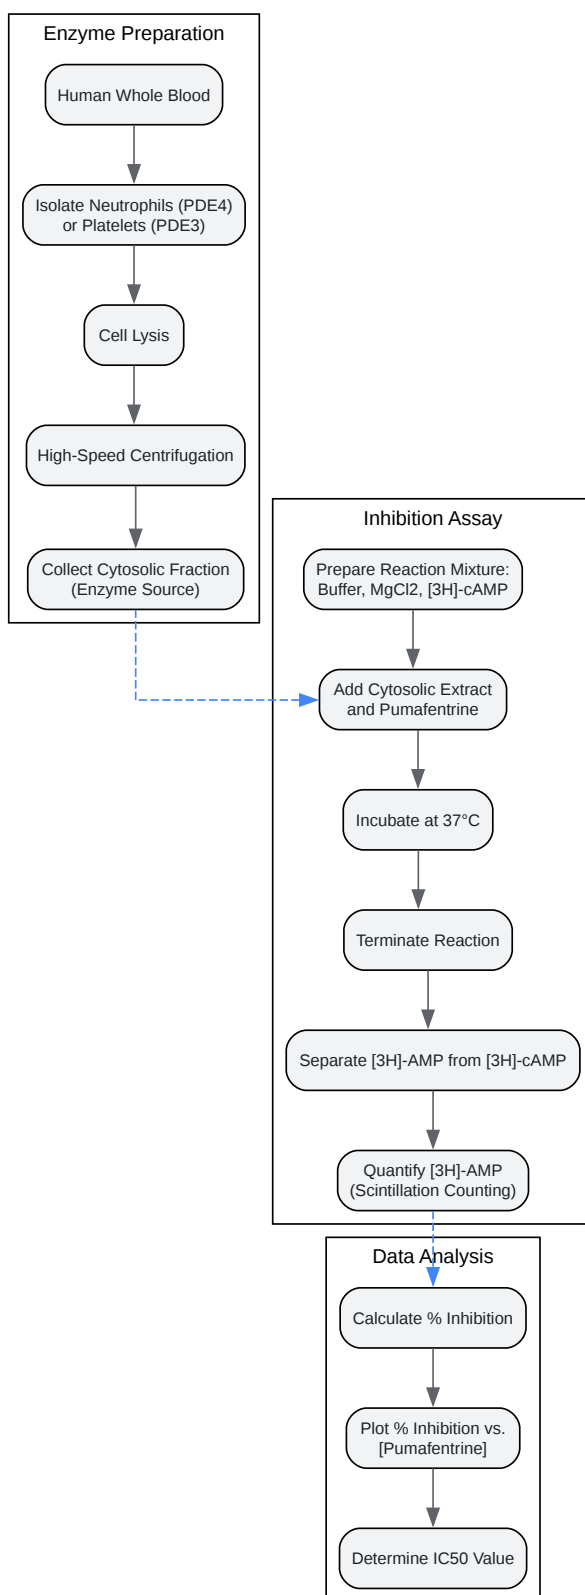 Enzyme Preparation
Human Whole Blood
Isolate Neutrophils (PDE4)
or Platelets (PDE3)
Cell Lysis
High-Speed Centrifugation
Collect Cytosolic Fraction
(Enzyme Source)
Inhibition Assay
Prepare Reaction Mixture:
Buffer, MgCl2, [3H]-cAMP
Add Cytosolic Extract
and Pumafentrine
Incubate at 37°C
Terminate Reaction
Separate [3H]-AMP from [3H]-cAMP
Quantify [3H]-AMP
(Scintillation Counting)
Data Analysis
Calculate % Inhibition
Plot % Inhibition vs.
[Pumafentrine]
Determine IC50 Value